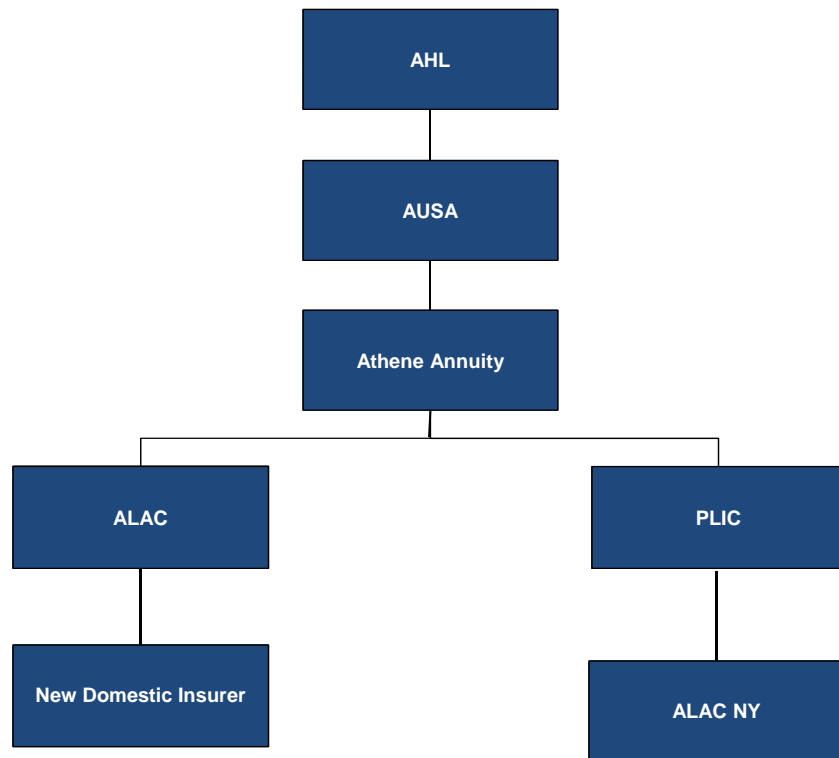 AHL
AUSA
Athene Annuity
ALAC
PLIC
New Domestic Insurer
ALAC NY